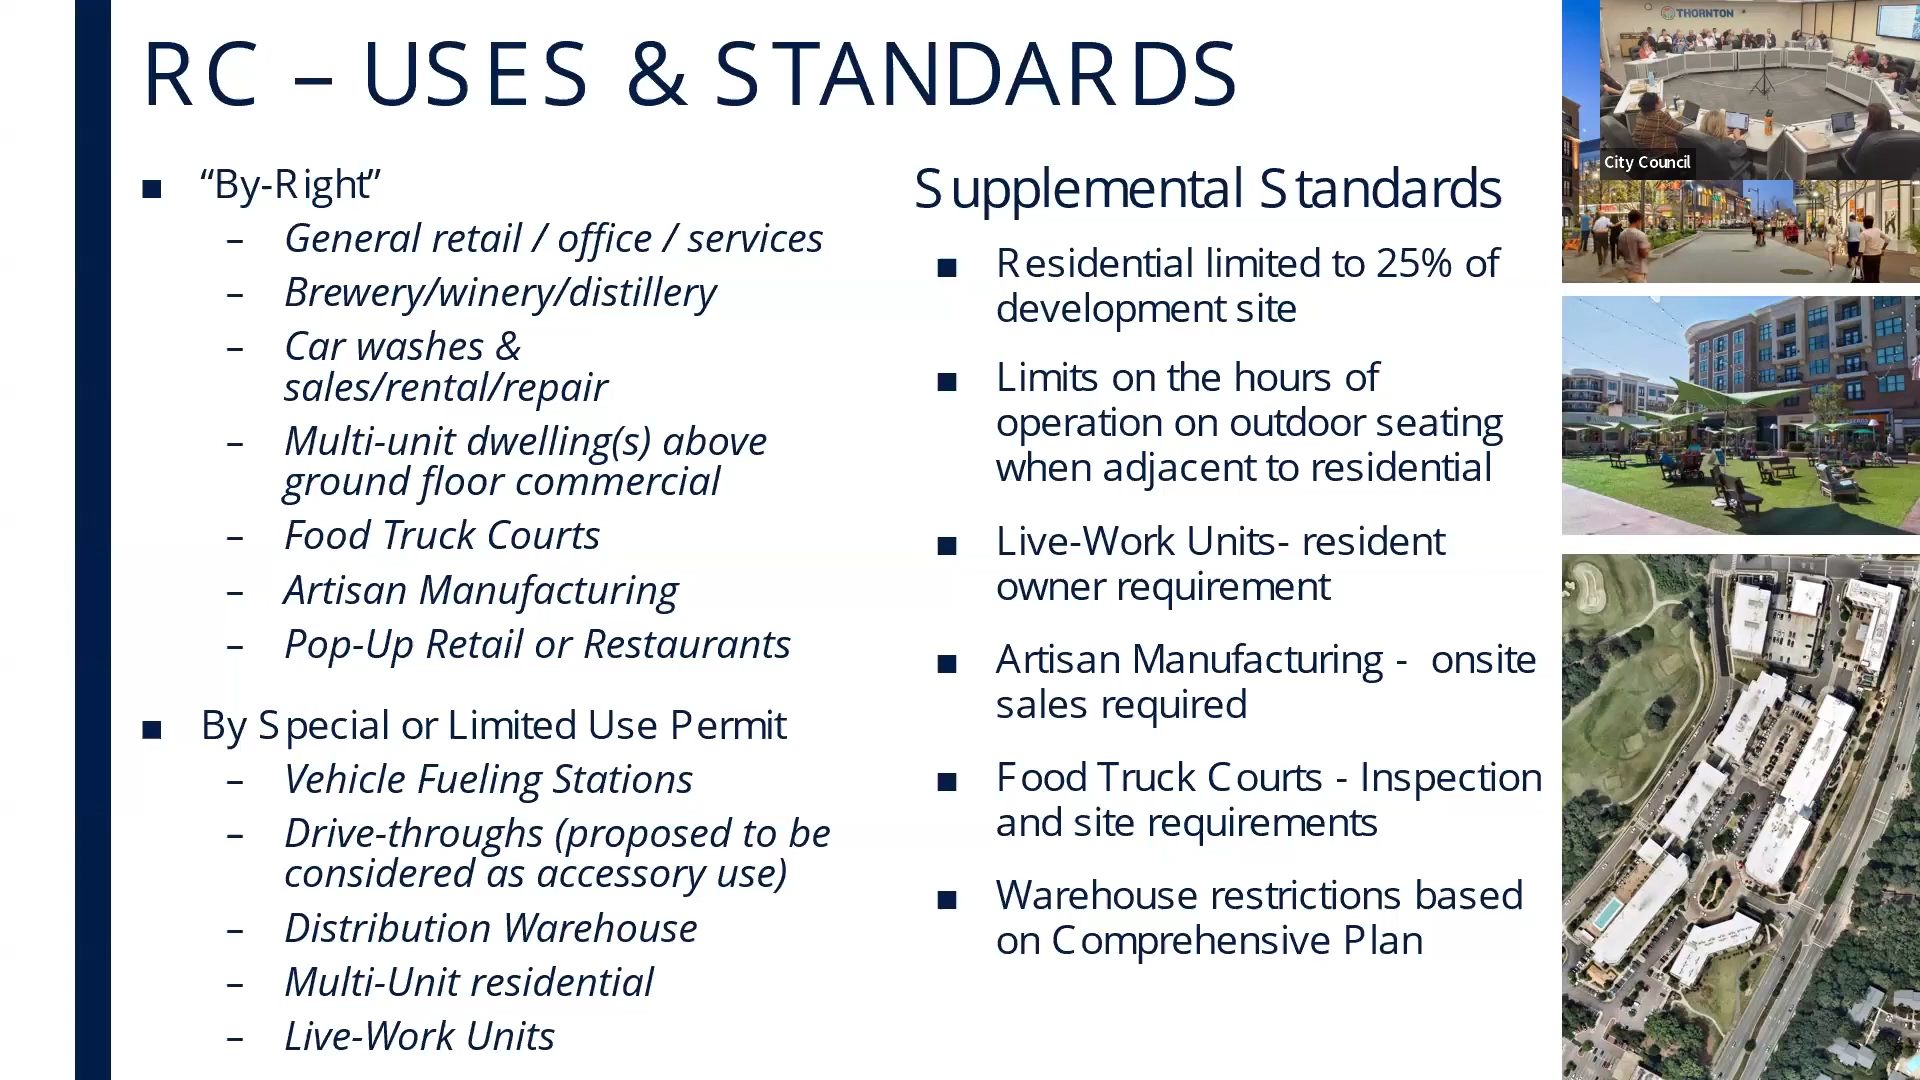 RC – USES & STANDARDS
■ “By-Right”
– General retail / office / services
– Brewery/winery/distillery
– Car washes &
sales/rental/repair
– Multi-unit dwelling(s) above
ground floor commercial
– Food Truck Courts
– Artisan Manufacturing
– Pop-Up Retail or Restaurants
■ By Special or Limited Use Permit
– Vehicle Fueling Stations
– Drive-throughs (proposed to be
considered as accessory use)
– Distribution Warehouse
– Multi-Unit residential
– Live-Work Units
Supplemental Standards
■ Residential limited to 25% of
development site
■ Limits on the hours of
operation on outdoor seating
when adjacent to residential
■ Live-Work Units- resident
owner requirement
■ Artisan Manufacturing - onsite
sales required
■ Food Truck Courts - Inspection
and site requirements
■ Warehouse restrictions based
on Comprehensive Plan
THORNTON
City Council